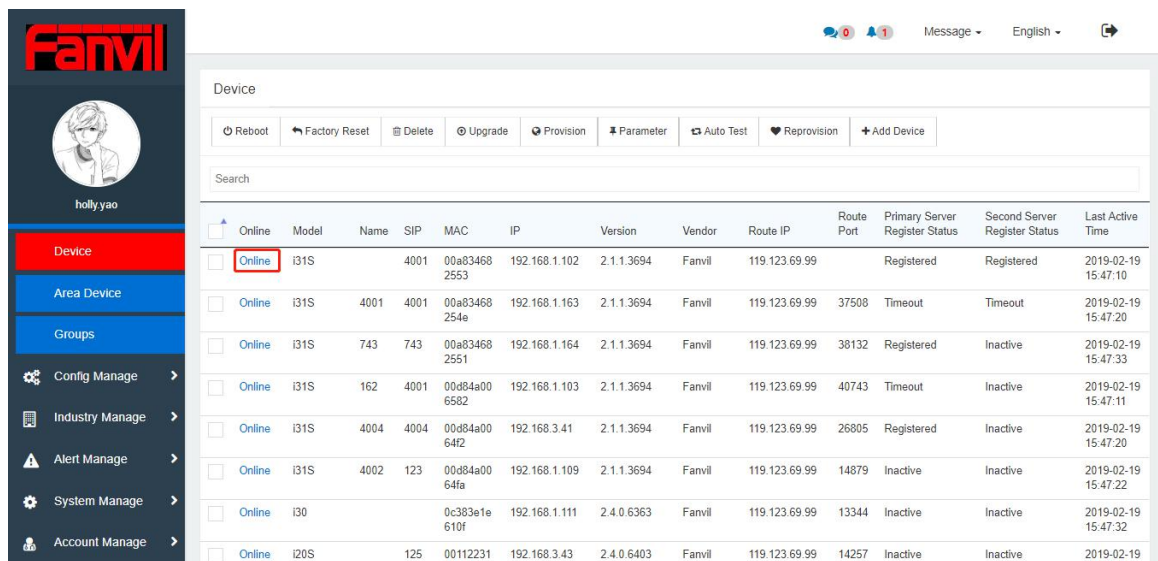 Fanvil
0 1 Message English
Device
Reboot Factory Reset Delete Upgrade Provision Parameter Auto Test Reprovision Add Device
Search
holly.yao
Device
Area Device
Groups
Config Manage
Industry Manage
Alert Manage
System Manage
Account Manage
Online Model Name SIP MAC IP Version Vendor Route IP Route Port Primary Server Register Status Second Server Register Status Last Active Time
Online i31S 4001 00a83468 192.168.1.102 2.1.1.3694 Fanvil 119.123.69.99 Registered Registered 2019-02-19
2553 15:47:10
Online i31S 4001 4001 00a83468 192.168.1.163 2.1.1.3694 Fanvil 119.123.69.99 37508 Timeout Timeout 2019-02-19
254e 15:47:20
Online i31S 743 743 00a83468 192.168.1.164 2.1.1.3694 Fanvil 119.123.69.99 38132 Registered Inactive 2019-02-19
2551 15:47:33
Online i31S 162 4001 00d84a00 192.168.1.103 2.1.1.3694 Fanvil 119.123.69.99 40743 Timeout Inactive 2019-02-19
6582 15:47:11
Online i31S 4004 4004 00d84a00 192.168.3.41 2.1.1.3694 Fanvil 119.123.69.99 26805 Registered Inactive 2019-02-19
64f2 15:47:20
Online i31S 4002 123 00d84a00 192.168.1.109 2.1.1.3694 Fanvil 119.123.69.99 14879 Inactive Inactive 2019-02-19
64fa 15:47:22
Online i30 0c383e1e 192.168.1.111 2.4.0.6363 Fanvil 119.123.69.99 13344 Inactive Inactive 2019-02-19
610f 15:47:32
Online i20S 125 00112231 192.168.3.43 2.4.0.6403 Fanvil 119.123.69.99 14257 Inactive Inactive 2019-02-19